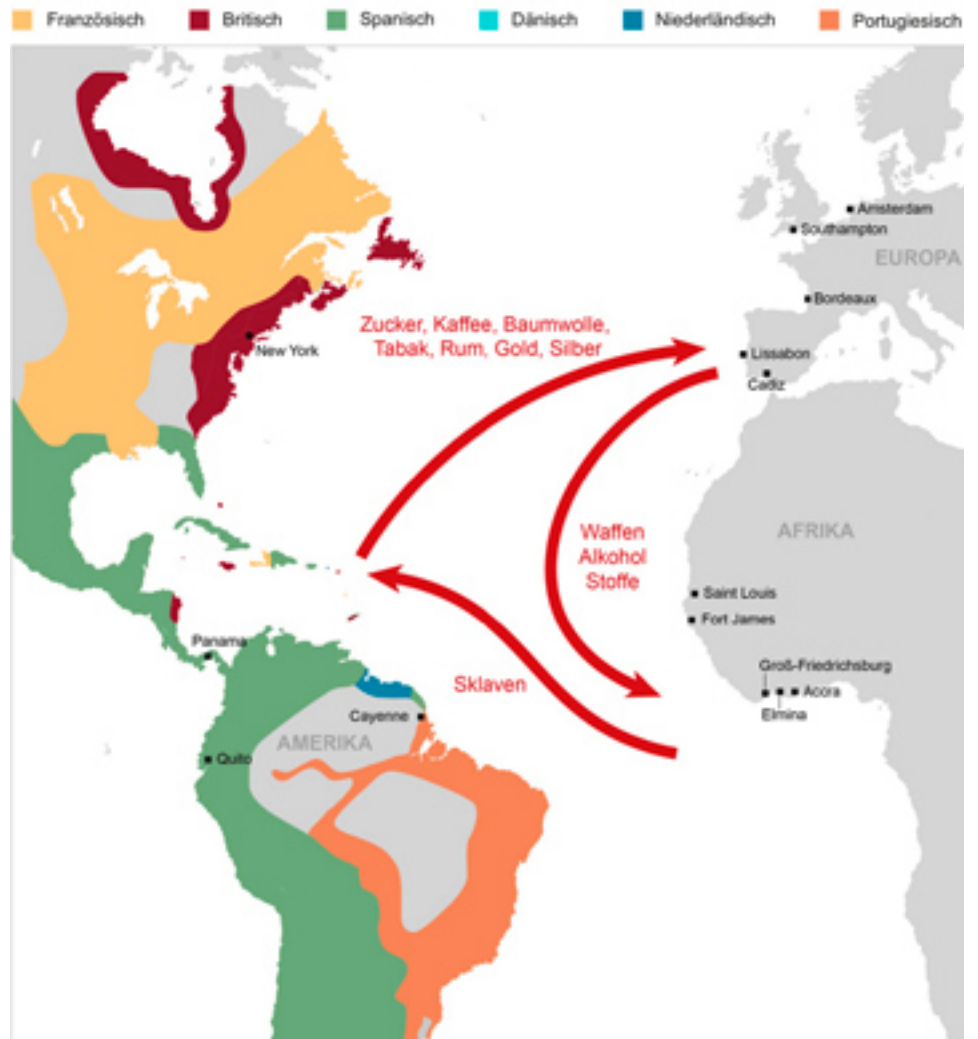 Französisch Britisch Spanisch Dänisch Niederländisch Portugiesisch
Amsterdam
Southampton
EUROPA
Bordeaux
Zucker, Kaffee, Baumwolle,
Tabak, Rum, Gold, Silber
New York
Lissabon
Cadiz
Waffen
Alkohol
Stoffe
AFRIKA
Saint Louis
Fort James
Panama
Sklaven
Groß-Friedrichsburg
Accra
Elmina
Cayenne
AMERIKA
Quito